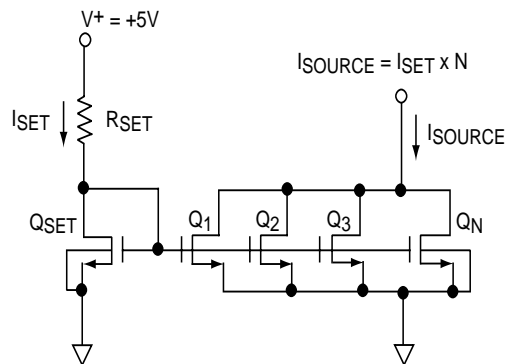 V+ = +5V
ISOURCE = ISET x N
ISET
RSET
ISOURCE
QSET
Q1
Q2
Q3
QN